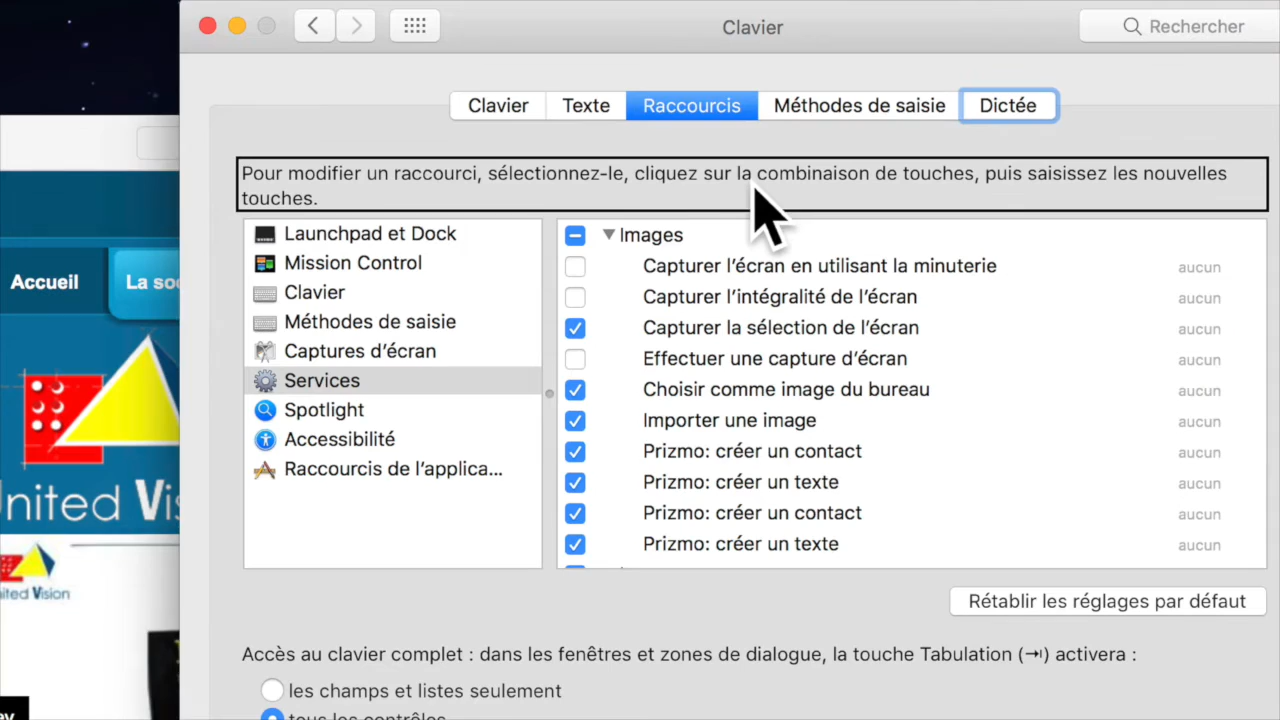 Clavier
Rechercher
Clavier
Texte
Raccourcis
Méthodes de saisie
Dictée
Pour modifier un raccourci, sélectionnez-le, cliquez sur la combinaison de touches, puis saisissez les nouvelles
touches.
Launchpad et Dock
Mission Control
Clavier
Méthodes de saisie
Captures d’écran
Services
Spotlight
Accessibilité
Raccourcis de l’applica...
Images
Capturer l’écran en utilisant la minuterie aucun
Capturer l’intégralité de l’écran aucun
Capturer la sélection de l’écran aucun
Effectuer une capture d’écran aucun
Choisir comme image du bureau aucun
Importer une image aucun
Prizmo: créer un contact aucun
Prizmo: créer un texte aucun
Prizmo: créer un contact aucun
Prizmo: créer un texte aucun
Rétablir les réglages par défaut
Accès au clavier complet : dans les fenêtres et zones de dialogue, la touche Tabulation (⇥) activera :
les champs et listes seulement
tous les contrôles
Accueil
La so
nited Vis
ited Vision